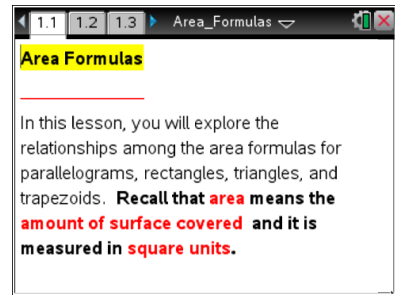 1.1 1.2 1.3 Area_Formulas
Area Formulas
In this lesson, you will explore the
relationships among the area formulas for
parallelograms, rectangles, triangles, and
trapezoids. Recall that area means the
amount of surface covered and it is
measured in square units.